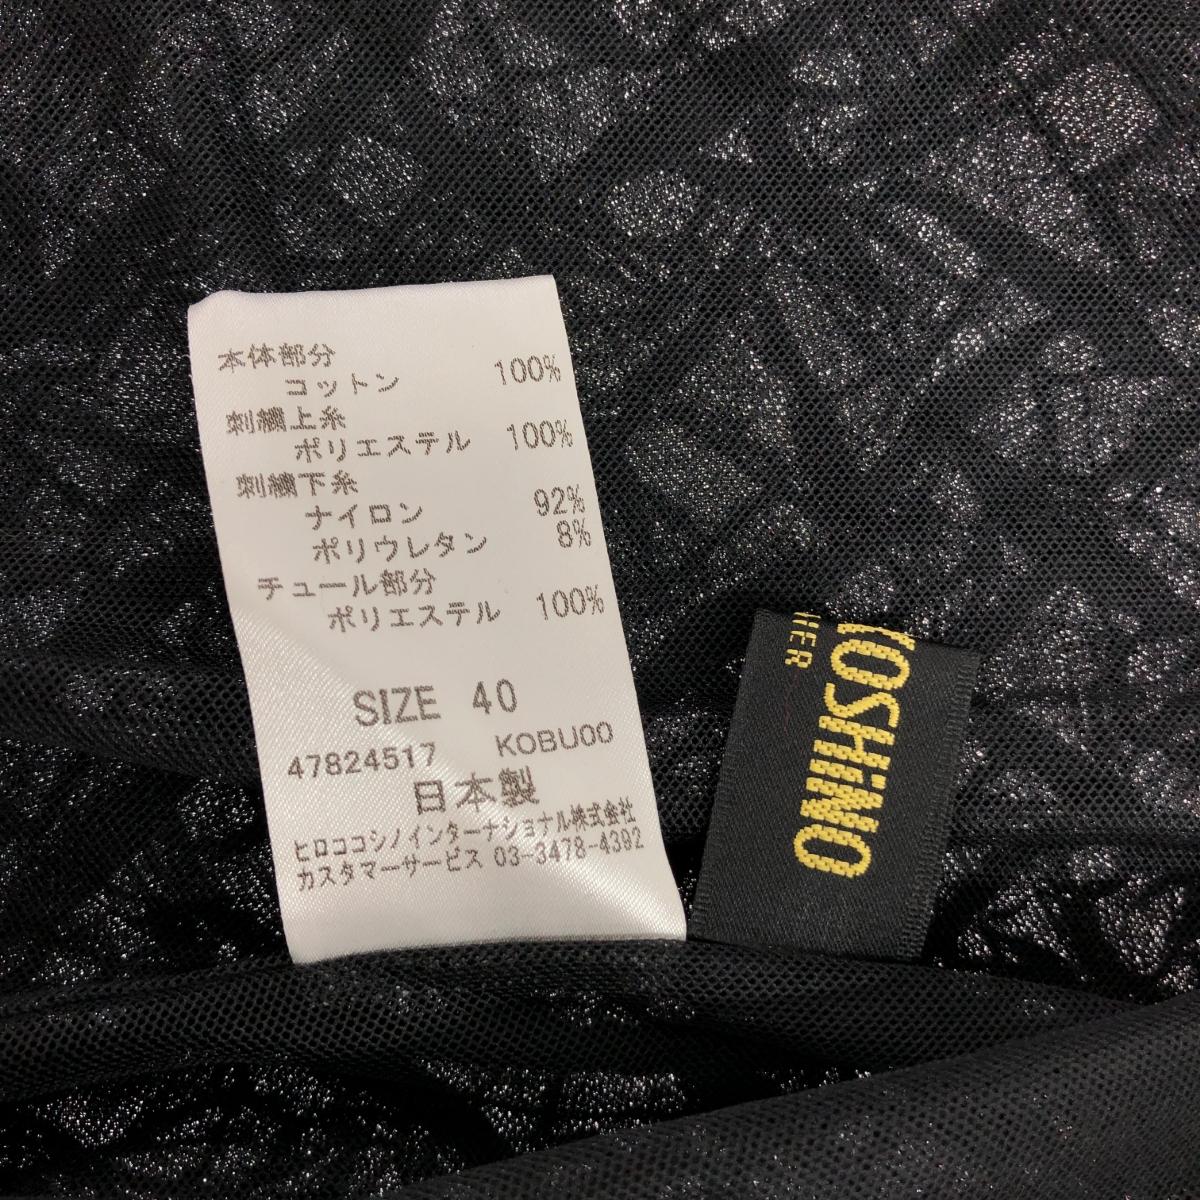 本体部分
コットン 100%
刺繍上糸
ポリエステル 100%
刺繍下糸
ナイロン 92%
ポリウレタン 8%
チュール部分
ポリエステル 100%
SIZE 40
47824517 KOBU00
日本製
ヒロココシノインターナショナル株式会社
カスタマーサービス 03-3478-4392
KOSHiNO
HER